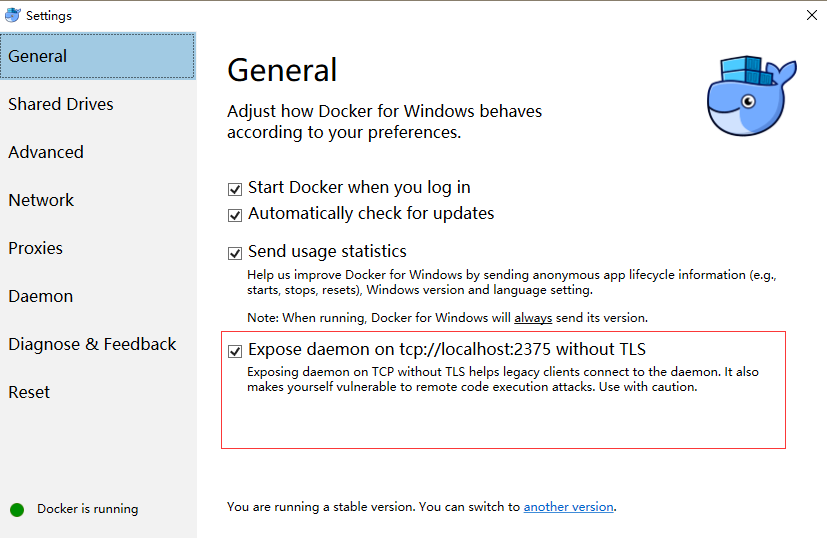 Settings
General
Shared Drives
Advanced
Network
Proxies
Daemon
Diagnose & Feedback
Reset
Docker is running
General
Adjust how Docker for Windows behaves
according to your preferences.
Start Docker when you log in
Automatically check for updates
Send usage statistics
Help us improve Docker for Windows by sending anonymous app lifecycle information (e.g.,
starts, stops, resets), Windows version and language setting.
Note: When running, Docker for Windows will always send its version.
Expose daemon on tcp://localhost:2375 without TLS
Exposing daemon on TCP without TLS helps legacy clients connect to the daemon. It also
makes yourself vulnerable to remote code execution attacks. Use with caution.
You are running a stable version. You can switch to another version.